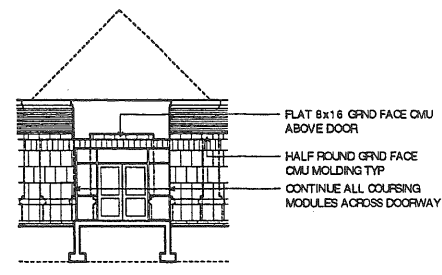 FLAT 8x16 GRND FACE CMU
ABOVE DOOR
HALF ROUND GRND FACE
CMU MOLDING TYP
CONTINUE ALL COURSING
MODULES ACROSS DOORWAY